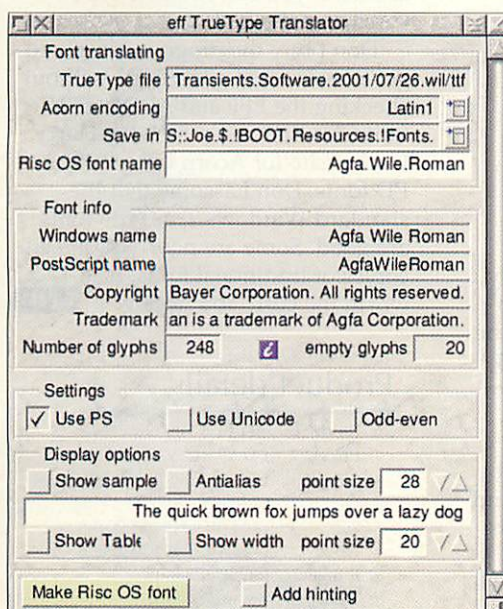 eff TrueType Translator
Font translating
TrueType file : Transients.Software.2001/07/26.wil/ttf
Acorn encoding Latin1
Save in S::Joe.$.!BOOT.Resources.!Fonts.
Risc OS font name Agfa.Wile.Roman
Font info
Windows name Agfa Wile Roman
PostScript name AgfaWileRoman
Copyright Bayer Corporation. All rights reserved.
Trademark an is a trademark of Agfa Corporation.
Number of glyphs 248 i empty glyphs 20
Settings
Use PS Use Unicode Odd-even
Display options
Show sample Antialias point size 28
The quick brown fox jumps over a lazy dog
Show Table Show width point size 20
Make Risc OS font Add hinting